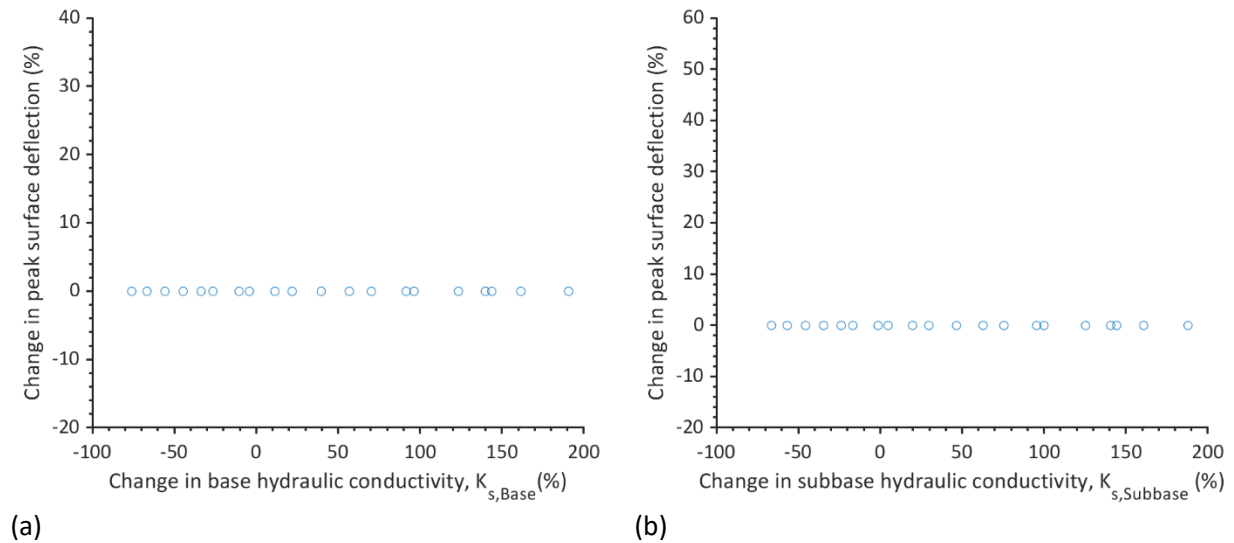 40
30
20
10
0
-10
-20
-100 -50 0 50 100 150 200
Change in peak surface deflection (%)
Change in base hydraulic conductivity, K_s,Base(%)
(a)
60
50
40
30
20
10
0
-10
-20
-100 -50 0 50 100 150 200
Change in peak surface deflection (%)
Change in subbase hydraulic conductivity, K_s,Subbase (%)
(b)